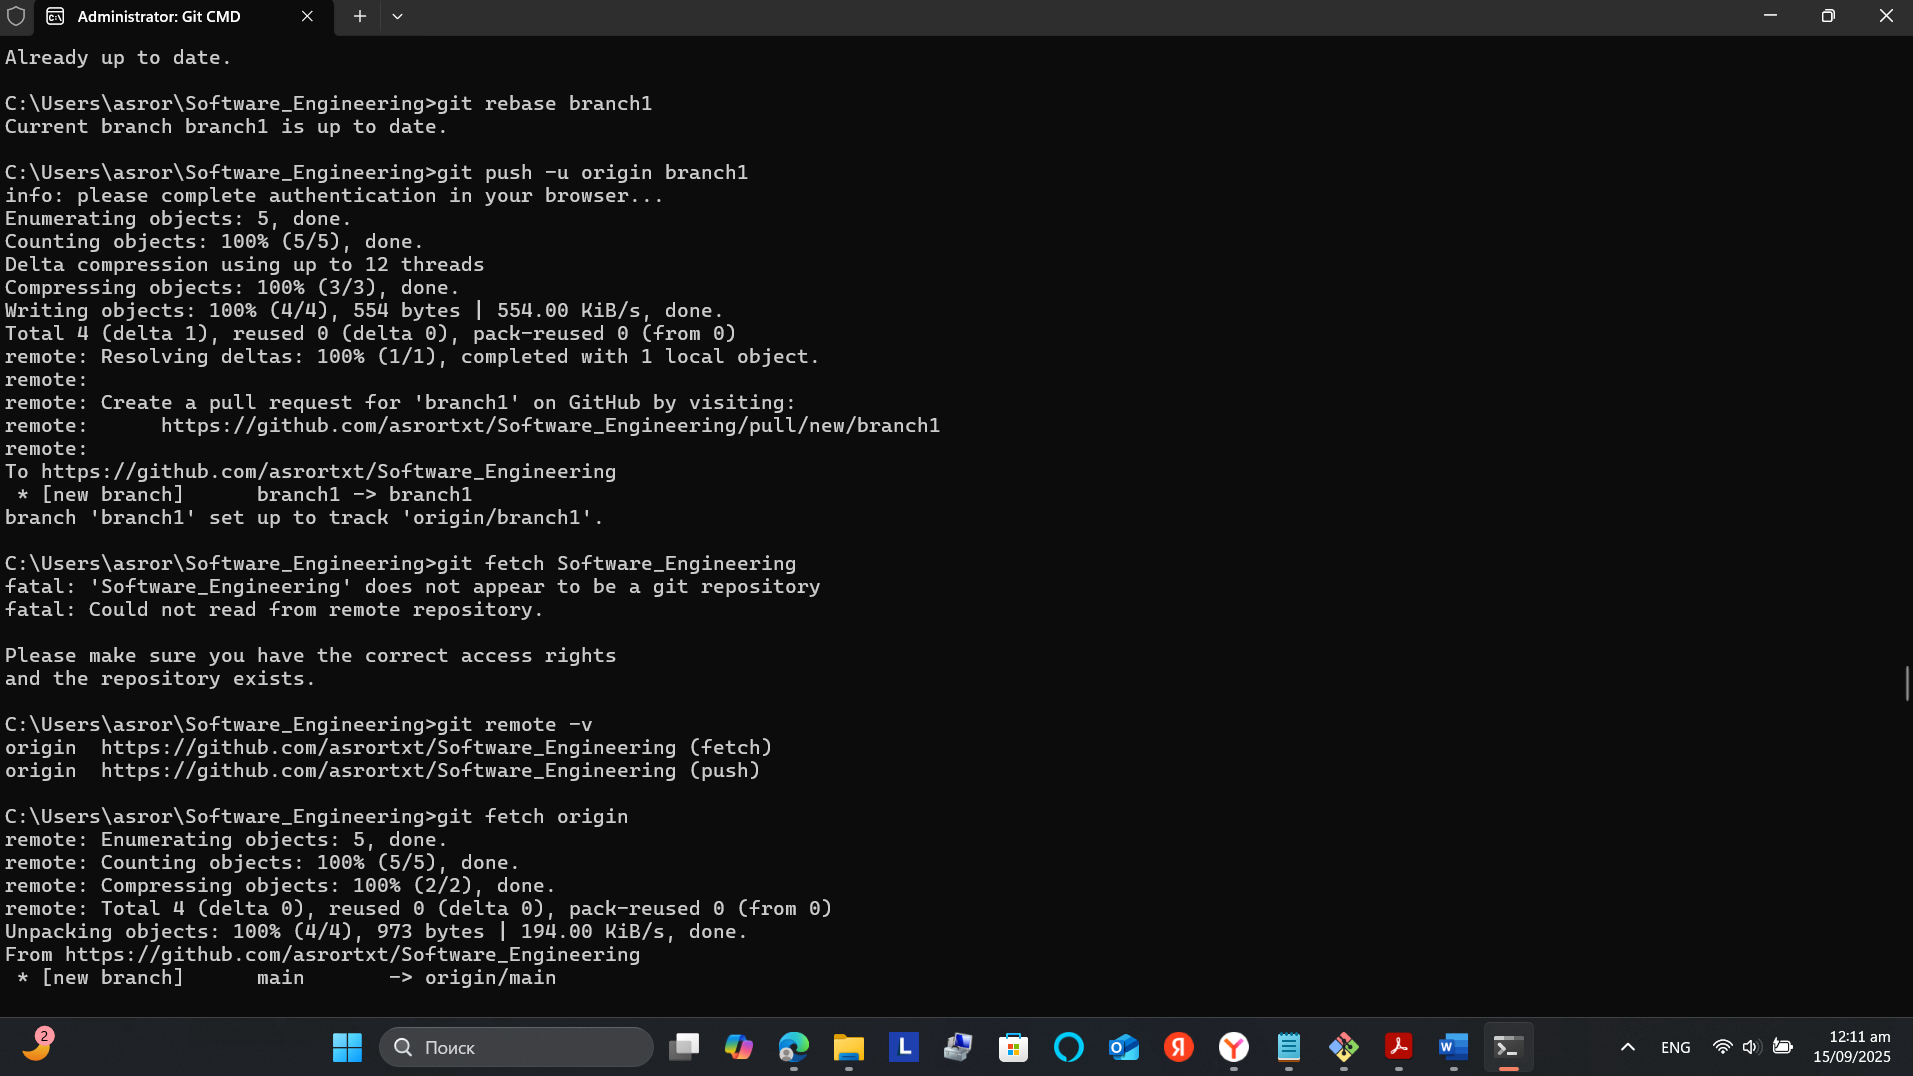 Administrator: Git CMD
Already up to date.
C:\Users\asror\Software_Engineering>git rebase branch1
Current branch branch1 is up to date.
C:\Users\asror\Software_Engineering>git push -u origin branch1
info: please complete authentication in your browser...
Enumerating objects: 5, done.
Counting objects: 100% (5/5), done.
Delta compression using up to 12 threads
Compressing objects: 100% (3/3), done.
Writing objects: 100% (4/4), 554 bytes | 554.00 KiB/s, done.
Total 4 (delta 1), reused 0 (delta 0), pack-reused 0 (from 0)
remote: Resolving deltas: 100% (1/1), completed with 1 local object.
remote:
remote: Create a pull request for 'branch1' on GitHub by visiting:
remote:      https://github.com/asrortxt/Software_Engineering/pull/new/branch1
remote:
To https://github.com/asrortxt/Software_Engineering
 * [new branch]      branch1 -> branch1
branch 'branch1' set up to track 'origin/branch1'.
C:\Users\asror\Software_Engineering>git fetch Software_Engineering
fatal: 'Software_Engineering' does not appear to be a git repository
fatal: Could not read from remote repository.
Please make sure you have the correct access rights
and the repository exists.
C:\Users\asror\Software_Engineering>git remote -v
origin  https://github.com/asrortxt/Software_Engineering (fetch)
origin  https://github.com/asrortxt/Software_Engineering (push)
C:\Users\asror\Software_Engineering>git fetch origin
remote: Enumerating objects: 5, done.
remote: Counting objects: 100% (5/5), done.
remote: Compressing objects: 100% (2/2), done.
remote: Total 4 (delta 0), reused 0 (delta 0), pack-reused 0 (from 0)
Unpacking objects: 100% (4/4), 973 bytes | 194.00 KiB/s, done.
From https://github.com/asrortxt/Software_Engineering
 * [new branch]      main       -> origin/main
2
Поиск
L
Я
ENG
12:11 am
15/09/2025